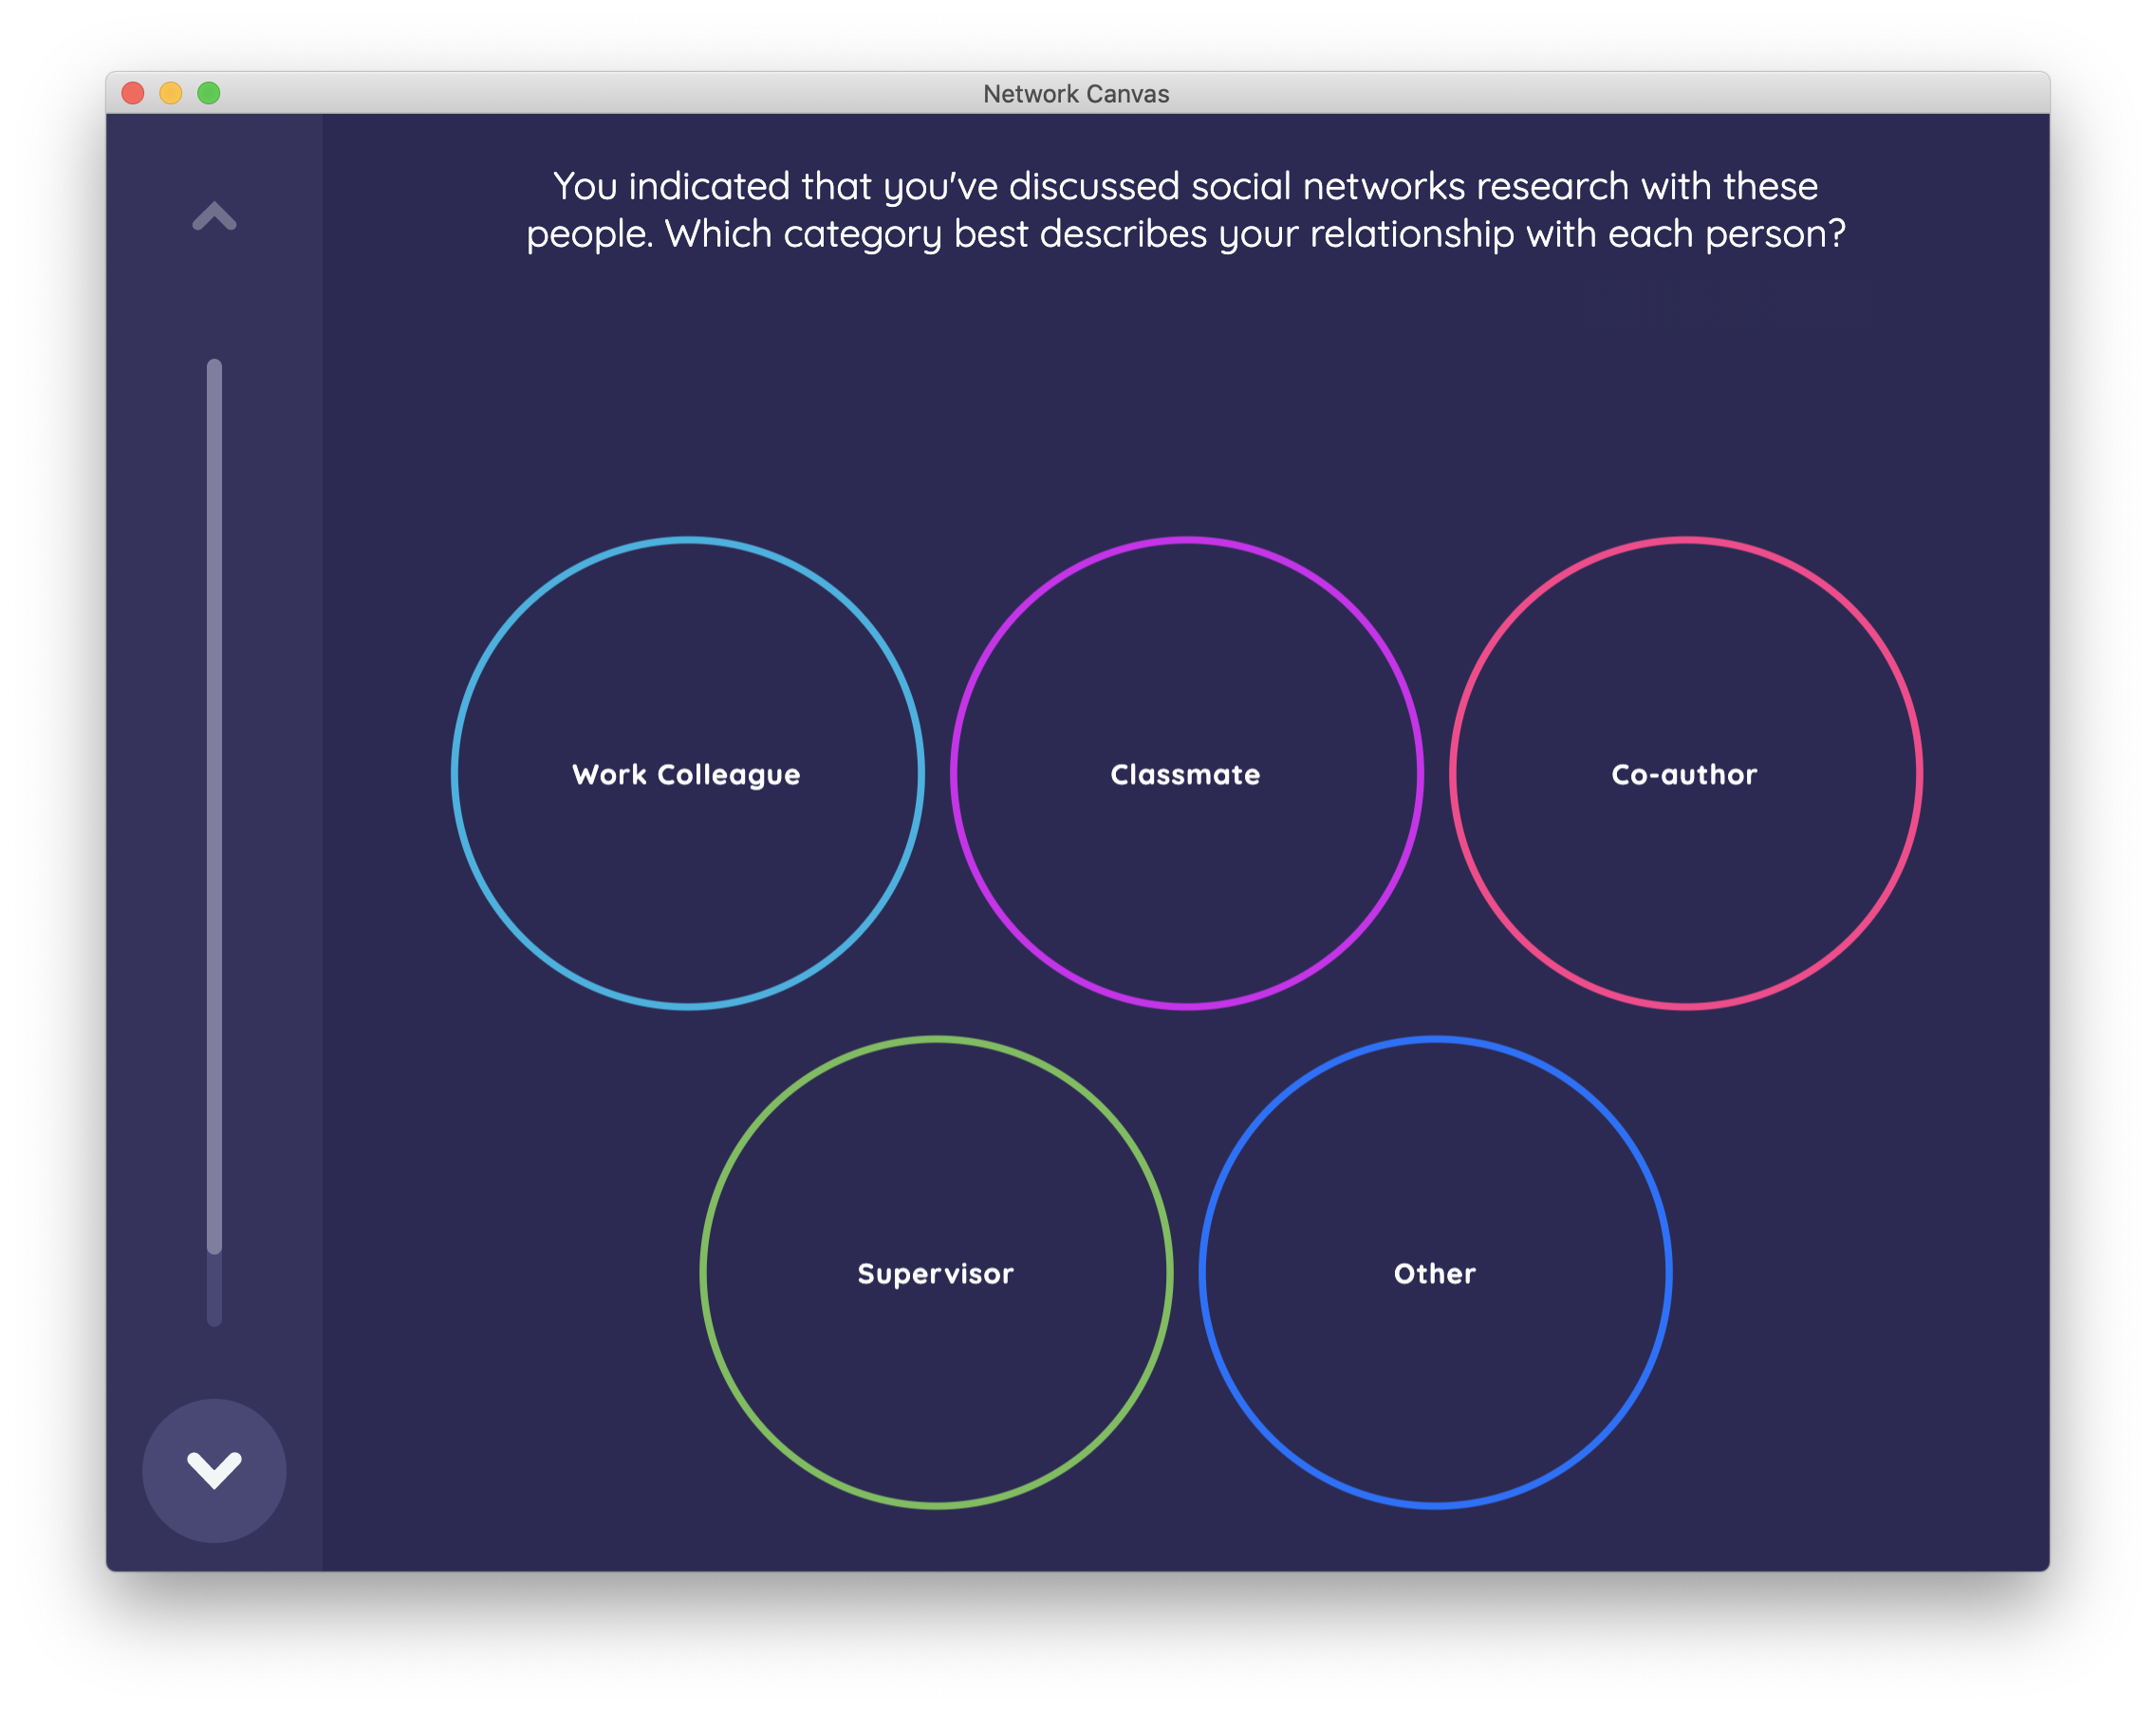 Network Canvas
You indicated that you've discussed social networks research with these
people. Which category best describes your relationship with each person?
Work Colleague
Classmate
Co-author
Supervisor
Other